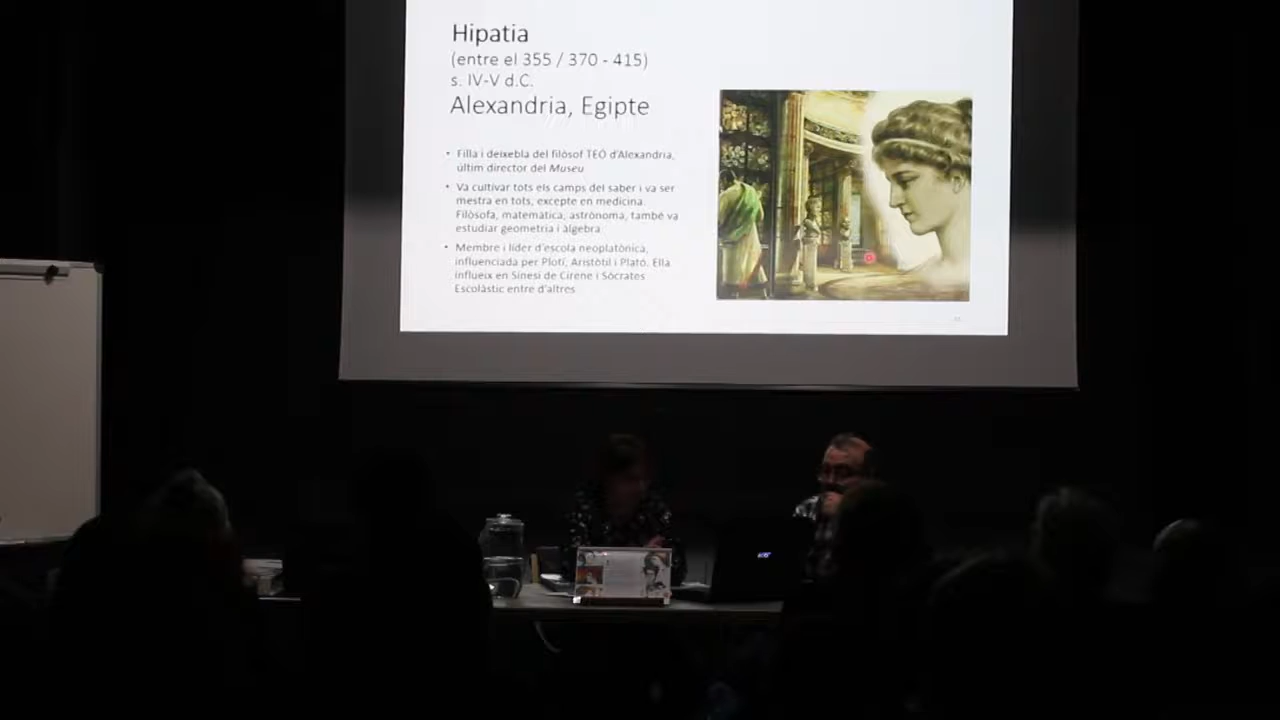 Hipatia
(entre el 355 / 370 - 415)
s. IV-V d.C.
Alexandria, Egipte
• Filla i deixebla del filòsof TEÓ d'Alexandria,
últim director del Museu
• Va cultivar tots els camps del saber i va ser
mestra en tots, excepte en medicina.
Filòsofa, matemàtica, astrònoma, també va
estudiar geometria i àlgebra
• Membre i líder d'escola neoplatònica,
influenciada per Plotí, Aristòtil i Plató. Ella
influeix en Sinesi de Cirene i Sòcrates
Escolàstic entre d'altres